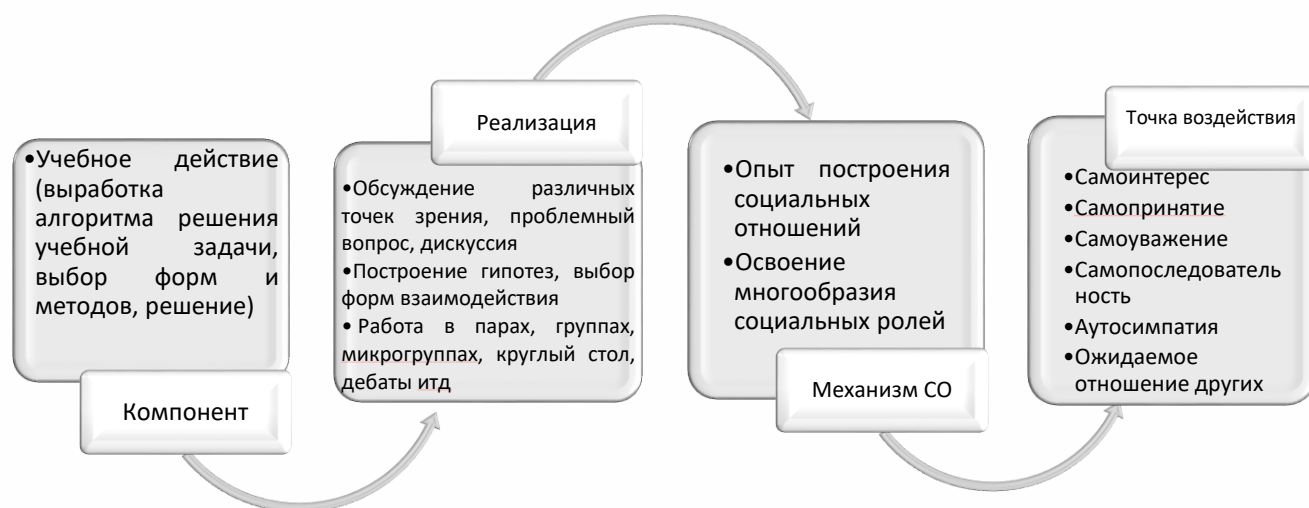 •Учебное действие
(выработка
алгоритма решения
учебной задачи,
выбор форм и
методов, решение)
Компонент
Реализация
•Обсуждение различных
точек зрения, проблемный
вопрос, дискуссия
•Построение гипотез, выбор
форм взаимодействия
• Работа в парах, группах,
микрогруппах, круглый стол,
дебаты итд
•Опыт построения
социальных
отношений
•Освоение
многообразия
социальных ролей
Механизм СО
Точка воздействия
•Самоинтерес
•Самопринятие
•Самоуважение
•Самопоследователь
ность
•Аутосимпатия
•Ожидаемое
отношение других